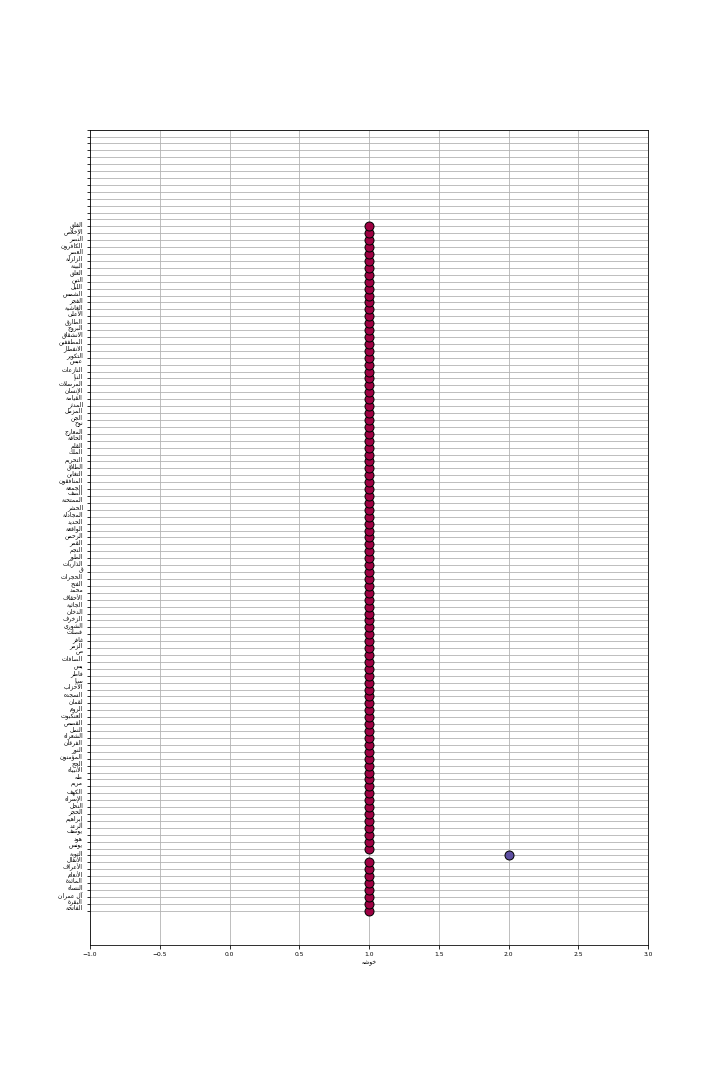 الفلق
الإخلاص
النصر
الكافرون
العصر
الزلزلة
البينة
العلق
التين
الليل
الشمس
الفجر
الغاشية
الأعلى
الطارق
البروج
الانشقاق
المطففين
الانفطار
التكوير
عبس
النازعات
النبأ
المرسلات
الإنسان
القيامة
المدثر
المزمل
الجن
نوح
المعارج
الحاقة
القلم
الملك
التحريم
الطلاق
التغابن
المنافقون
الجمعة
الصف
الممتحنة
الحشر
المجادلة
الحديد
الواقعة
الرحمن
القمر
النجم
الطور
الذاريات
ق
الحجرات
الفتح
محمد
الأحقاف
الجاثية
الدخان
الزخرف
الشورى
فصلت
غافر
الزمر
ص
الصافات
يس
فاطر
سبأ
الأحزاب
السجدة
لقمان
الروم
العنكبوت
القصص
النمل
الشعراء
الفرقان
النور
المؤمنون
الحج
الأنبياء
طه
مريم
الكهف
الإسراء
النحل
الحجر
إبراهيم
الرعد
يوسف
هود
يونس
التوبة
الأنفال
الأعراف
الأنعام
المائدة
النساء
آل عمران
البقرة
الفاتحة
−1.0 −0.5 0.0 0.5 1.0 1.5 2.0 2.5 3.0
خوشه